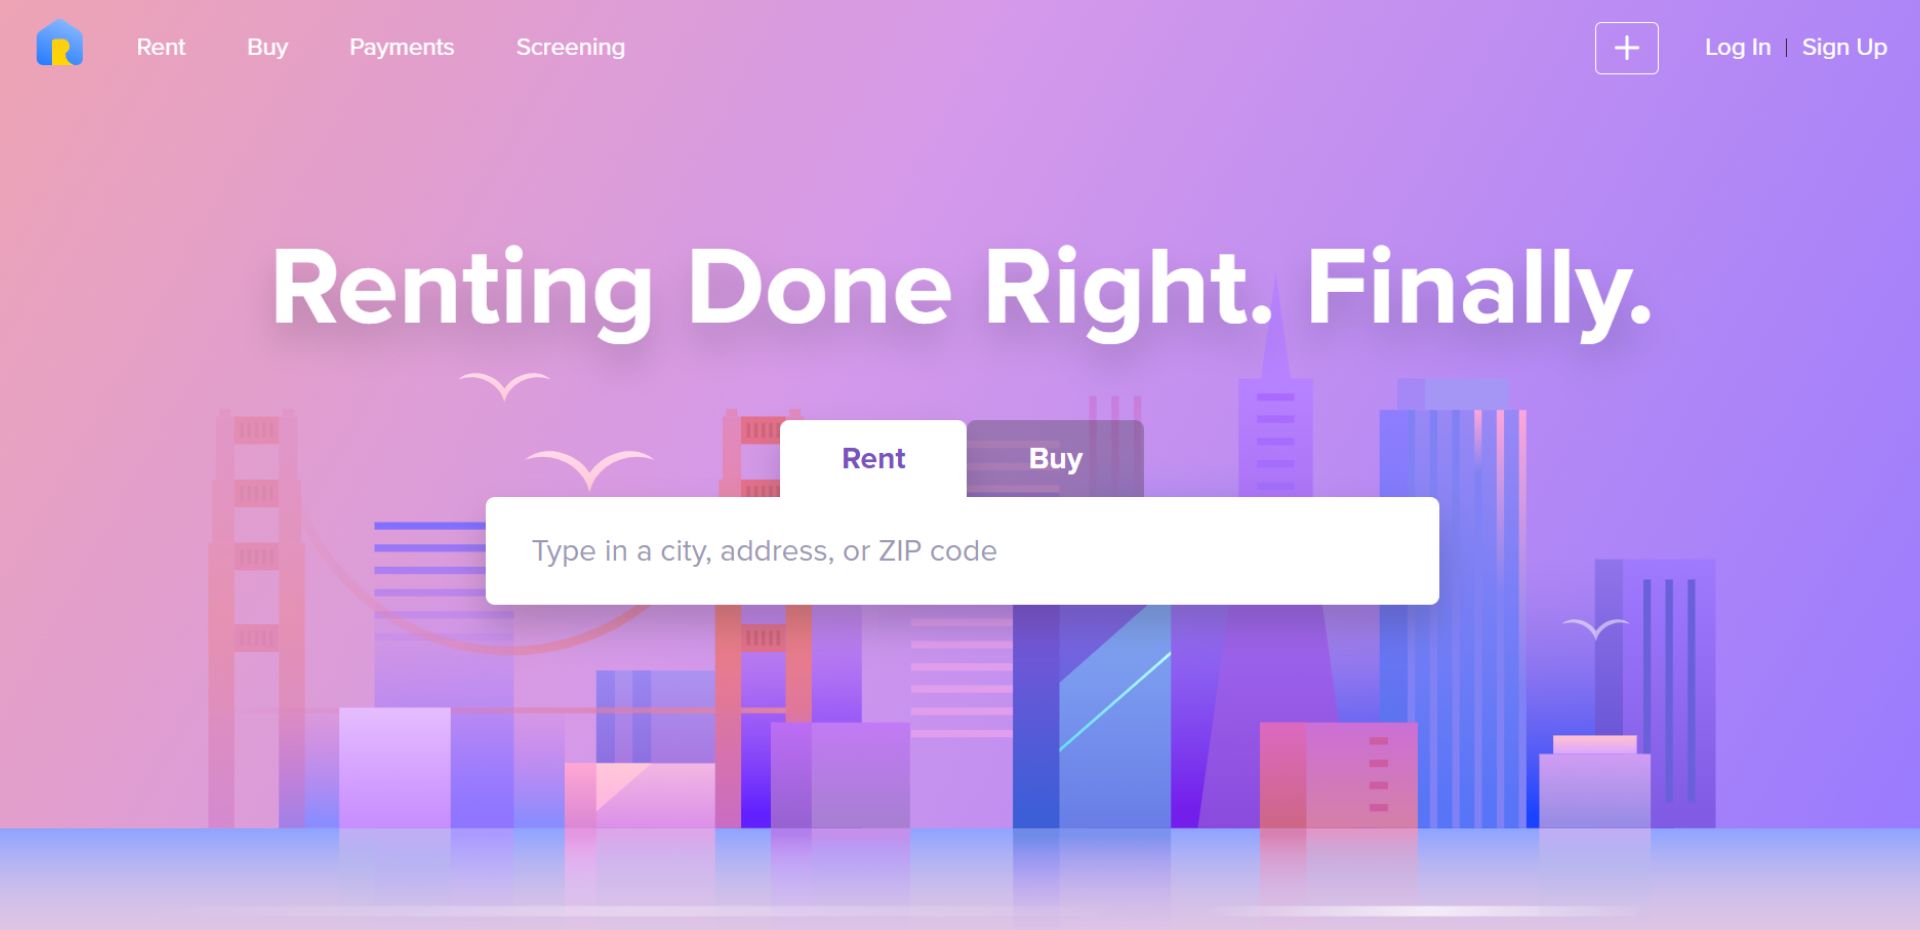 Rent Buy Payments Screening + Log In | Sign Up
Renting Done Right. Finally.
Rent Buy
Type in a city, address, or ZIP code